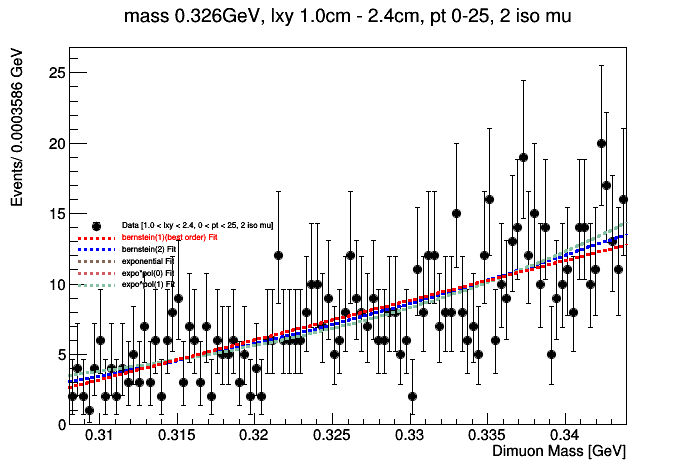 mass 0.326GeV, lxy 1.0cm - 2.4cm, pt 0-25, 2 iso mu
Events/ 0.0003586 GeV
25
20
15
10
5
0
Data [1.0 < lxy < 2.4, 0 < pt < 25, 2 iso mu]
bernstein(1)(best order) Fit
bernstein(2) Fit
exponential Fit
expo*pol(0) Fit
expo*pol(1) Fit
0.31 0.315 0.32 0.325 0.33 0.335 0.34
Dimuon Mass [GeV]